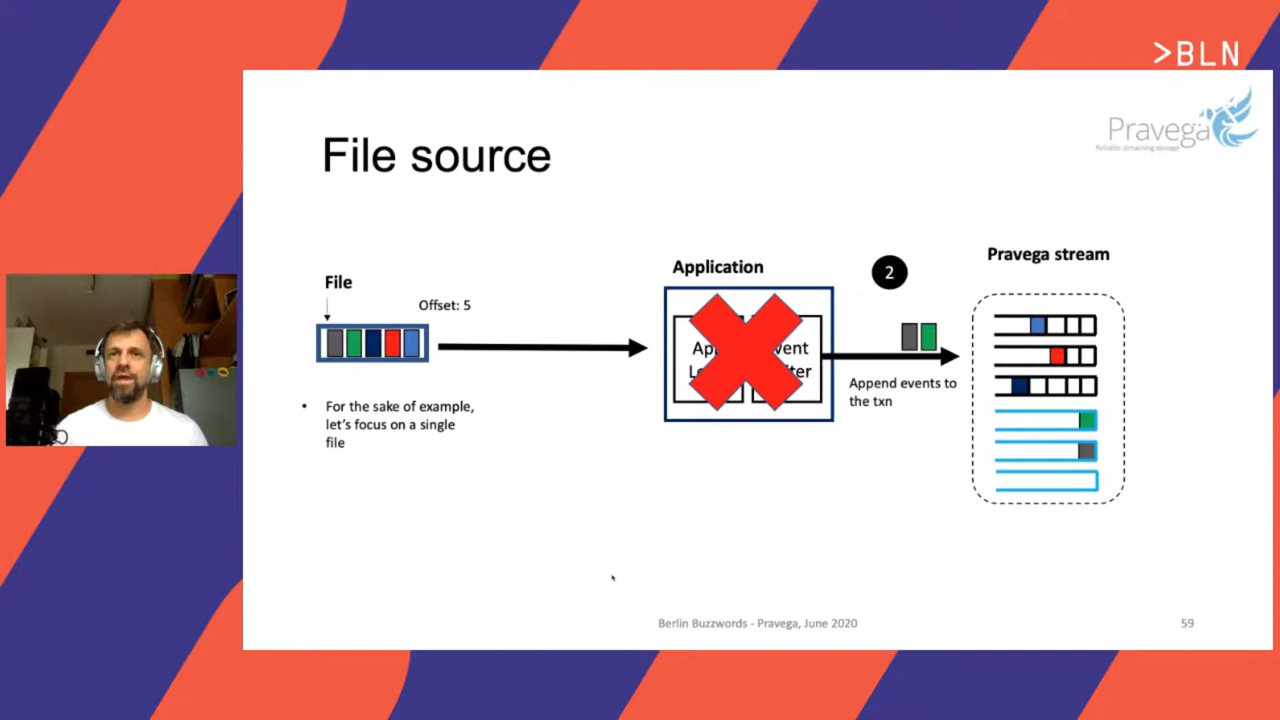 >BLN
Pravega
Reliable streaming storage
File source
File
Offset: 5
For the sake of example,
let's focus on a single
file
Application
2
Append events to
the txn
Pravega stream
Berlin Buzzwords - Pravega, June 2020
59